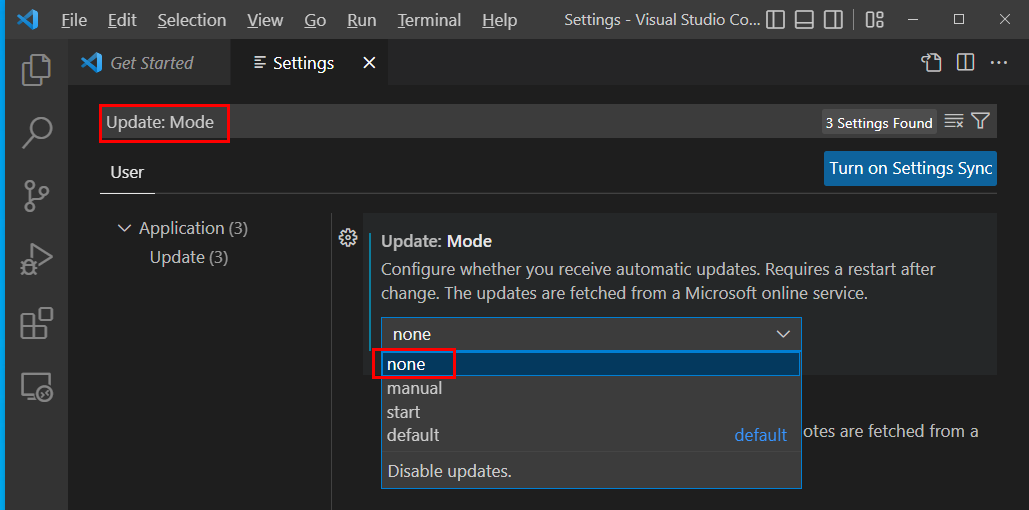 File Edit Selection View Go Run Terminal Help Settings - Visual Studio Co...
Get Started Settings
Update: Mode 3 Settings Found
User Turn on Settings Sync
Application (3)
Update (3)
Update: Mode
Configure whether you receive automatic updates. Requires a restart after
change. The updates are fetched from a Microsoft online service.
none
none
manual
start
default default
otes are fetched from a
Disable updates.